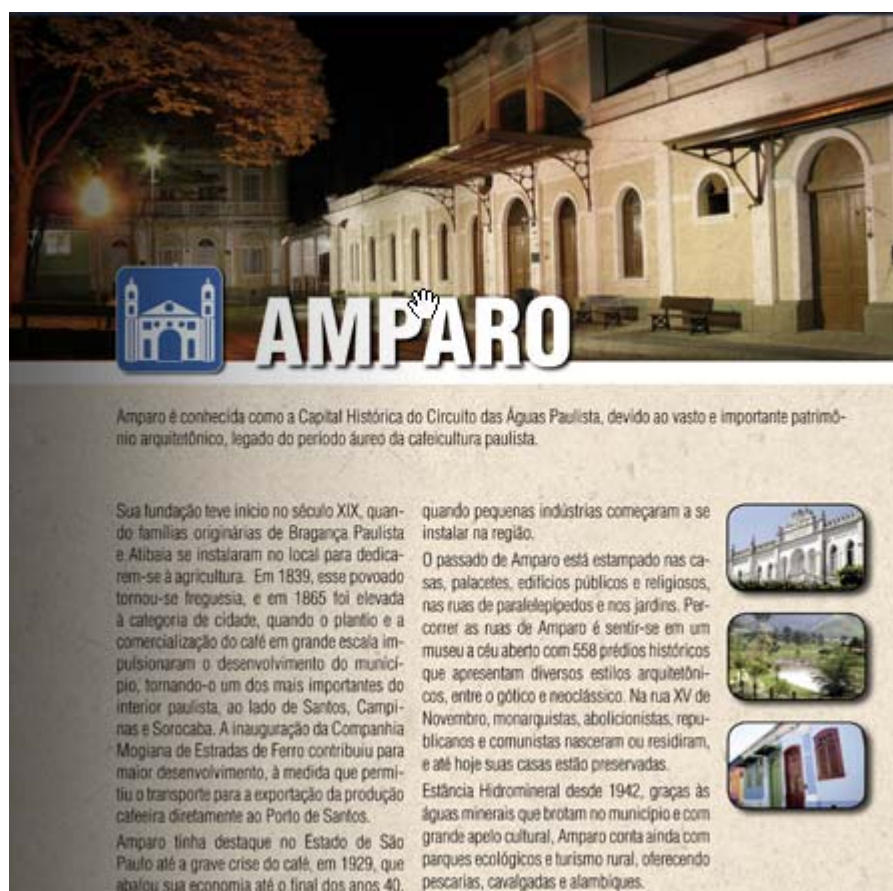 AMPARO
Amparo é conhecida como a Capital Histórica do Circuito das Águas Paulista, devido ao vasto e importante patrimô-
nio arquitetônico, legado do período áureo da cafeicultura paulista.
Sua fundação teve início no século XIX, quan-
do famílias originárias de Bragança Paulista
e Atibaia se instalaram no local para dedica-
rem-se à agricultura. Em 1839, esse povoado
tornou-se freguesia, e em 1865 foi elevada
à categoria de cidade, quando o plantio e a
comercialização do café em grande escala im-
pulsionaram o desenvolvimento do municí-
pio, tornando-o um dos mais importantes do
interior paulista, ao lado de Santos, Campi-
nas e Sorocaba. A inauguração da Companhia
Mogiana de Estradas de Ferro contribuiu para
maior desenvolvimento, à medida que permi-
tiu o transporte para a exportação da produção
cafeeira diretamente ao Porto de Santos.
Amparo tinha destaque no Estado de São
Paulo até a grave crise do café, em 1929, que
abalou sua economia até o final dos anos 40,
quando pequenas indústrias começaram a se
instalar na região.
O passado de Amparo está estampado nas ca-
sas, palacetes, edifícios públicos e religiosos,
nas ruas de paralelepípedos e nos jardins. Per-
correr as ruas de Amparo é sentir-se em um
museu a céu aberto com 558 prédios históricos
que apresentam diversos estilos arquitetôni-
cos, entre o gótico e neoclássico. Na rua XV de
Novembro, monarquistas, abolicionistas, repu-
blicanos e comunistas nasceram ou residiram,
e até hoje suas casas estão preservadas.
Estância Hidromineral desde 1942, graças às
águas minerais que brotam no município e com
grande apelo cultural, Amparo conta ainda com
parques ecológicos e turismo rural, oferecendo
pescarias, cavalgadas e alambiques.